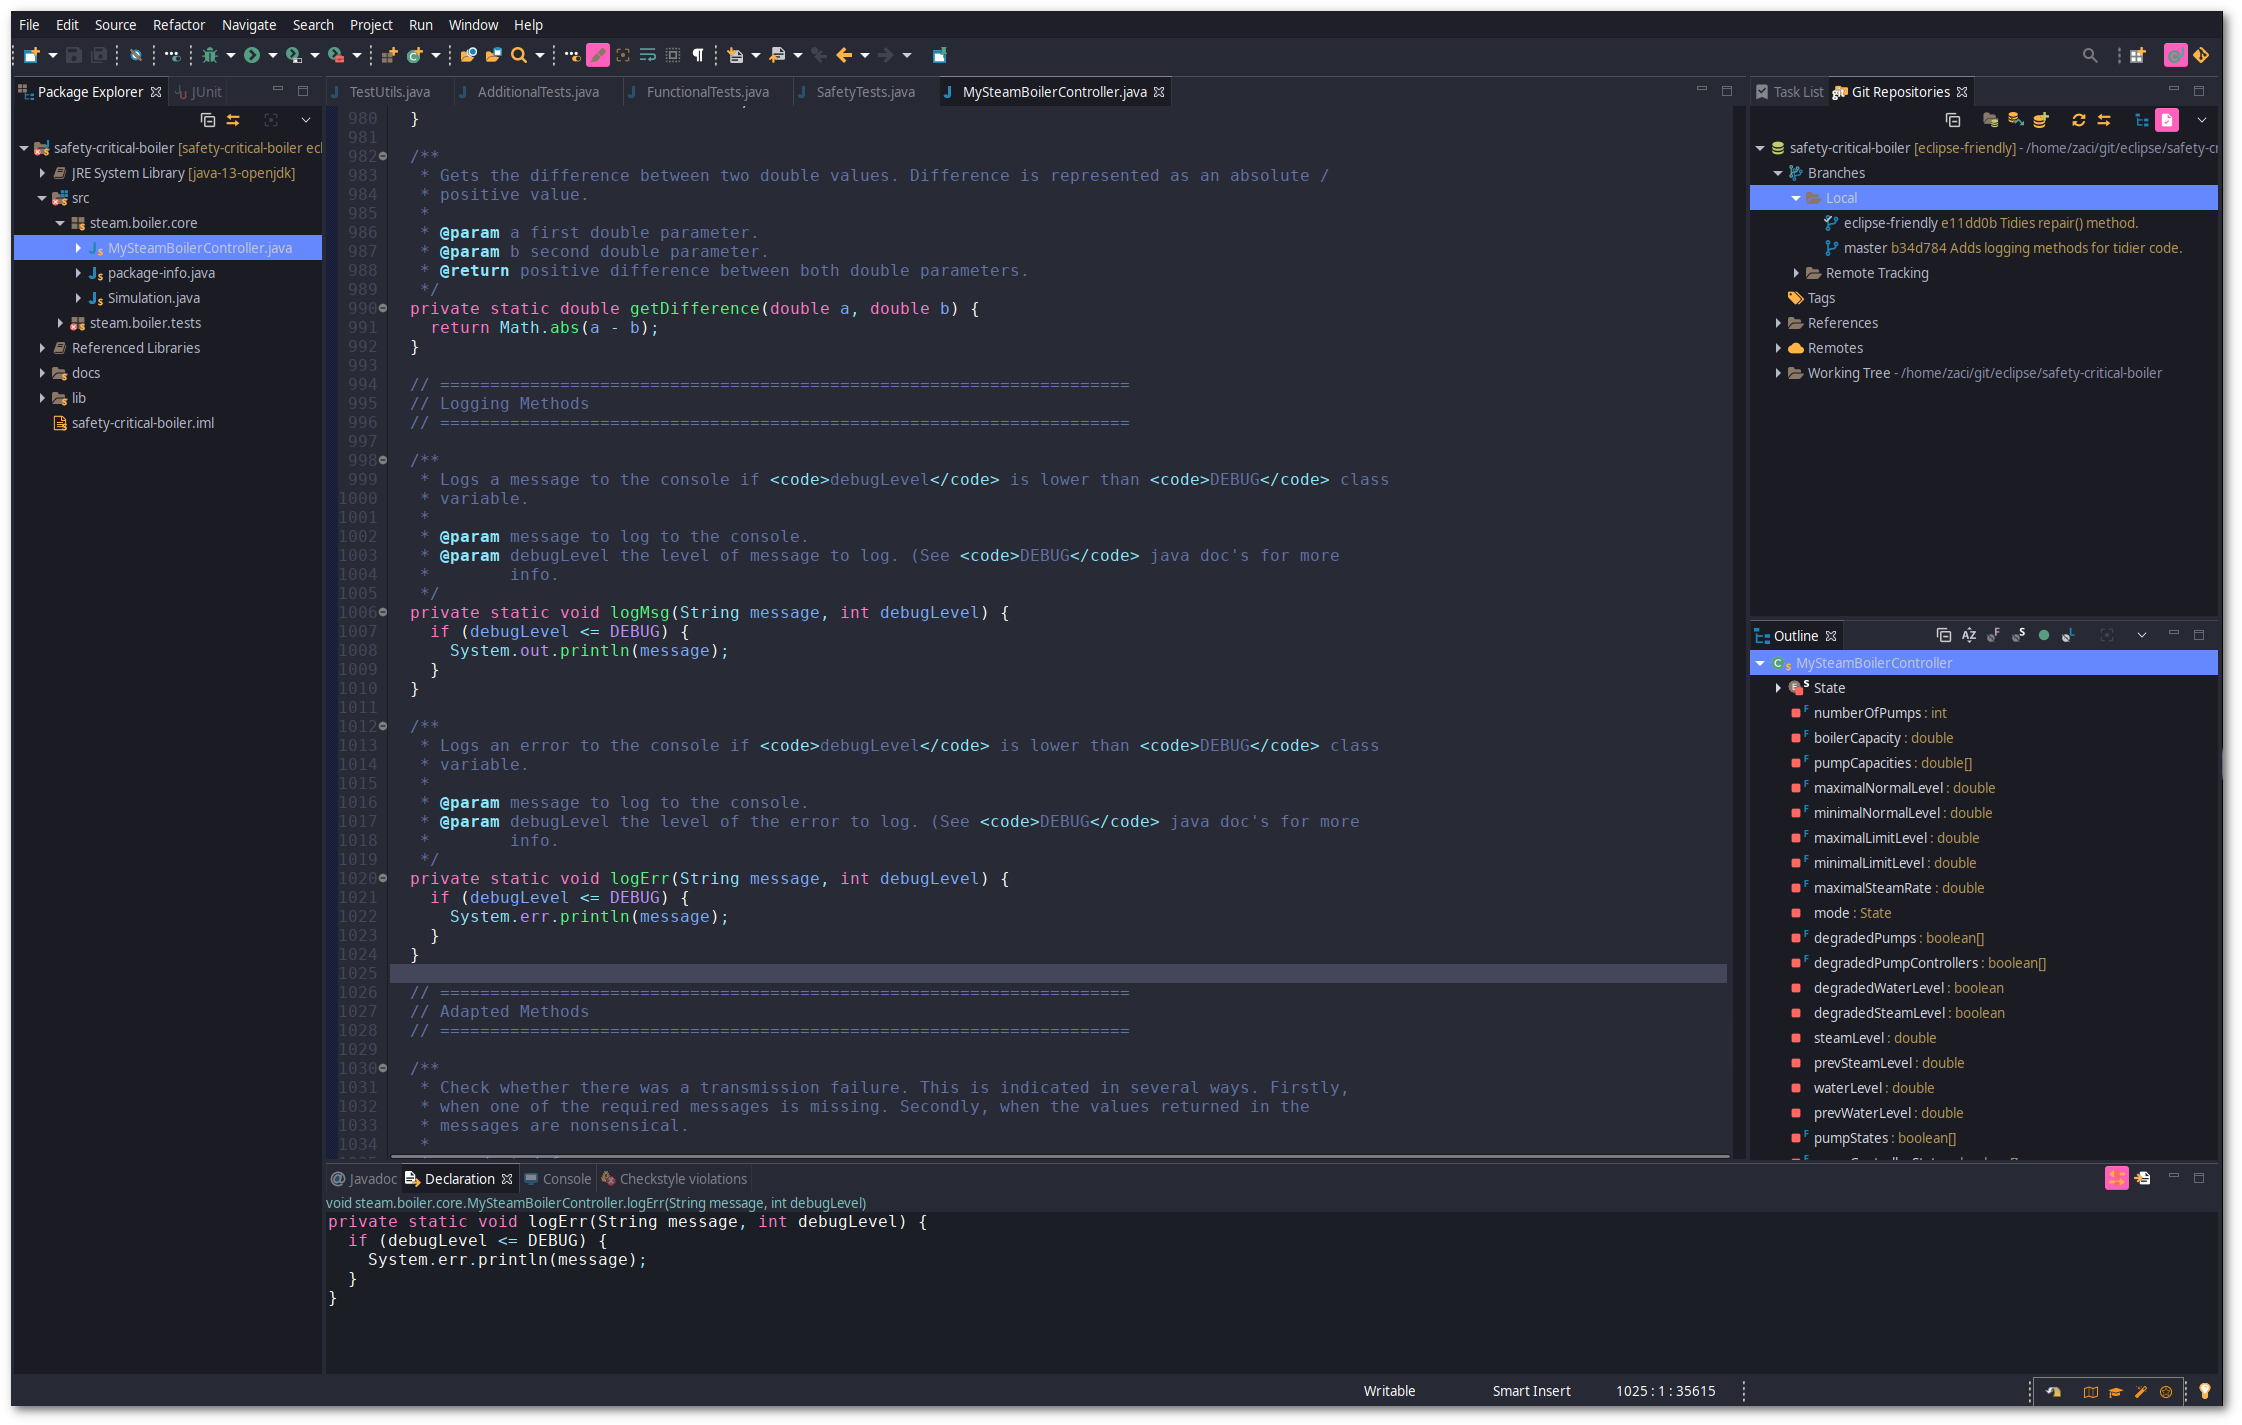 File Edit Source Refactor Navigate Search Project Run Window Help
Package Explorer JUnit
safety-critical-boiler [safety-critical-boiler ecl
JRE System Library [java-13-openjdk]
src
steam.boiler.core
MySteamBoilerController.java
package-info.java
Simulation.java
steam.boiler.tests
Referenced Libraries
docs
lib
safety-critical-boiler.iml
TestUtils.java AdditionalTests.java FunctionalTests.java SafetyTests.java MySteamBoilerController.java
980 }
981
982 /**
983 * Gets the difference between two double values. Difference is represented as an absolute /
984 * positive value.
985 *
986 * @param a first double parameter.
987 * @param b second double parameter.
988 * @return positive difference between both double parameters.
989 */
990 private static double getDifference(double a, double b) {
991 return Math.abs(a - b);
992 }
993
994 // =====================================================================
995 // Logging Methods
996 // =====================================================================
997
998 /**
999 * Logs a message to the console if <code>debugLevel</code> is lower than <code>DEBUG</code> class
1000 * variable.
1001 *
1002 * @param message to log to the console.
1003 * @param debugLevel the level of message to log. (See <code>DEBUG</code> java doc's for more
1004 * info.
1005 */
1006 private static void logMsg(String message, int debugLevel) {
1007 if (debugLevel <= DEBUG) {
1008 System.out.println(message);
1009 }
1010 }
1011
1012 /**
1013 * Logs an error to the console if <code>debugLevel</code> is lower than <code>DEBUG</code> class
1014 * variable.
1015 *
1016 * @param message to log to the console.
1017 * @param debugLevel the level of the error to log. (See <code>DEBUG</code> java doc's for more
1018 * info.
1019 */
1020 private static void logErr(String message, int debugLevel) {
1021 if (debugLevel <= DEBUG) {
1022 System.err.println(message);
1023 }
1024 }
1025
1026 // =====================================================================
1027 // Adapted Methods
1028 // =====================================================================
1029
1030 /**
1031 * Check whether there was a transmission failure. This is indicated in several ways. Firstly,
1032 * when one of the required messages is missing. Secondly, when the values returned in the
1033 * messages are nonsensical.
1034 *
Javadoc Declaration Console Checkstyle violations
void steam.boiler.core.MySteamBoilerController.logErr(String message, int debugLevel)
private static void logErr(String message, int debugLevel) {
if (debugLevel <= DEBUG) {
System.err.println(message);
}
}
Task List Git Repositories
safety-critical-boiler [eclipse-friendly] - /home/zaci/git/eclipse/safety-cr
Branches
Local
eclipse-friendly e11dd0b Tidies repair() method.
master b34d784 Adds logging methods for tidier code.
Remote Tracking
Tags
References
Remotes
Working Tree - /home/zaci/git/eclipse/safety-critical-boiler
Outline
MySteamBoilerController
State
numberOfPumps : int
boilerCapacity : double
pumpCapacities : double[]
maximalNormalLevel : double
minimalNormalLevel : double
maximalLimitLevel : double
minimalLimitLevel : double
maximalSteamRate : double
mode : State
degradedPumps : boolean[]
degradedPumpControllers : boolean[]
degradedWaterLevel : boolean
degradedSteamLevel : boolean
steamLevel : double
prevSteamLevel : double
waterLevel : double
prevWaterLevel : double
pumpStates : boolean[]
Writable Smart Insert 1025 : 1 : 35615